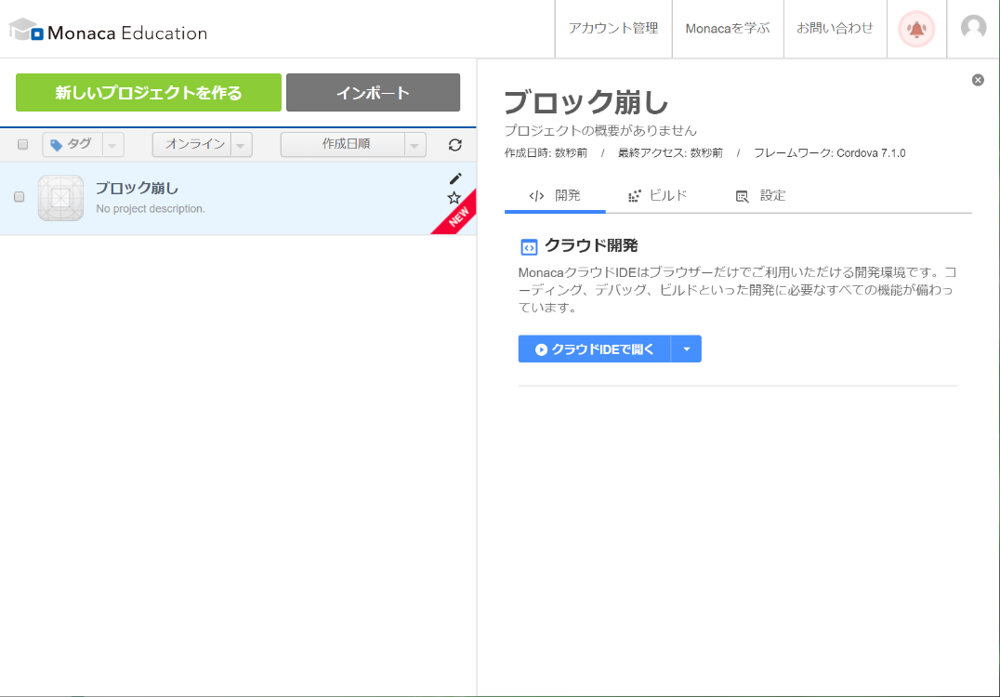 Monaca Education
アカウント管理
Monacaを学ぶ
お問い合わせ
新しいプロジェクトを作る
インポート
タグ
オンライン
作成日順
ブロック崩し
No project description.
NEW
ブロック崩し
プロジェクトの概要がありません
作成日時: 数秒前 / 最終アクセス: 数秒前 / フレームワーク: Cordova 7.1.0
開発
ビルド
設定
クラウド開発
MonacaクラウドIDEはブラウザーだけでご利用いただける開発環境です。コ
ーディング、デバッグ、ビルドといった開発に必要なすべての機能が備わっ
ています。
クラウドIDEで開く